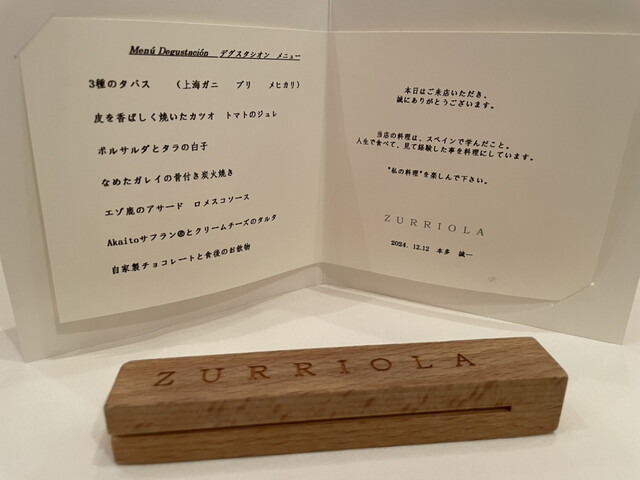 Menú Degustación デグスタシオン メニュー
3種のタパス （上海ガニ ブリ メヒカリ）
皮を香ばしく焼いたカツオ トマトのジュレ
ポルサルダとタラの白子
なめたガレイの骨付き炭火焼き
エゾ鹿のアサード ロメスコソース
Akaitoサフラン®とクリームチーズのタルタ
自家製チョコレートと食後のお飲物
本日はご来店いただき、
誠にありがとうございます。
当店の料理は、スペインで学んだこと。
人生で食べて、見て経験した事を料理にしています。
"私の料理"を楽しんで下さい。
ZURRIOLA
2024.12.12 本多 誠一
ZURRIOLA